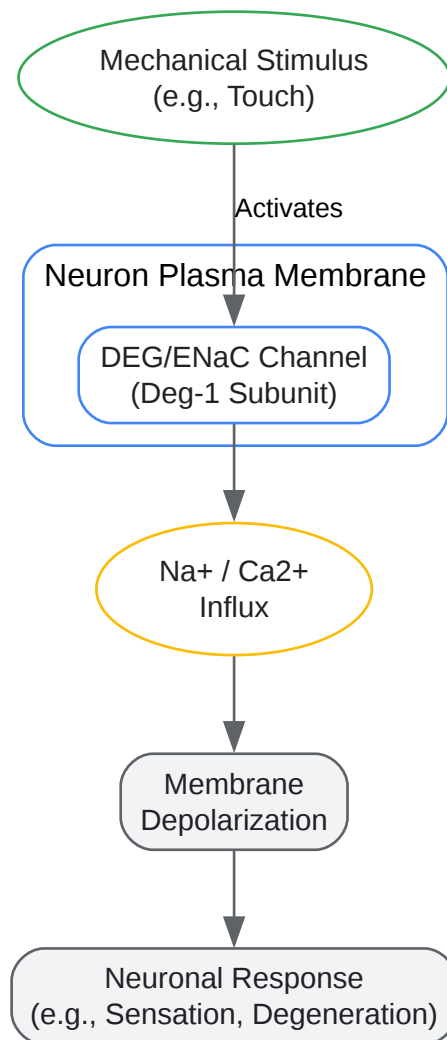 Mechanical Stimulus
(e.g., Touch)
Activates
Neuron Plasma Membrane
DEG/ENaC Channel
(Deg-1 Subunit)
Na+ / Ca2+
Influx
Membrane
Depolarization
Neuronal Response
(e.g., Sensation, Degeneration)